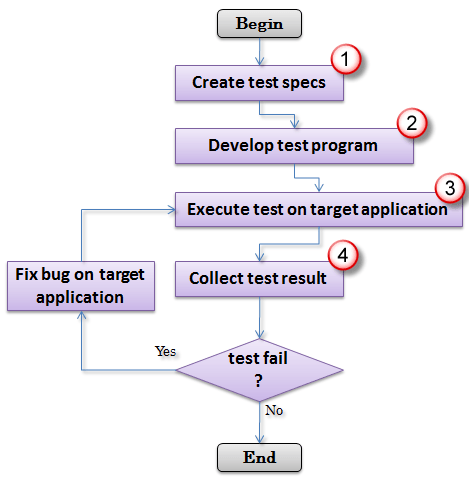 Begin
1
Create test specs
2
Develop test program
3
Execute test on target application
4
Collect test result
Fix bug on target
application
Yes
test fail
?
No
End